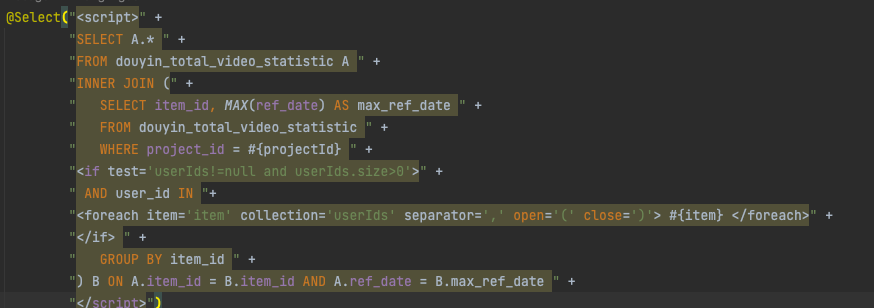 @Select("<script>" +
"SELECT A.* " +
"FROM douyin_total_video_statistic A " +
"INNER JOIN (" +
"   SELECT item_id, MAX(ref_date) AS max_ref_date " +
"   FROM douyin_total_video_statistic " +
"   WHERE project_id = #{projectId} " +
"<if test='userIds!=null and userIds.size>0'>" +
" AND user_id IN "+
"<foreach item='item' collection='userIds' separator=',' open='(' close=')'> #{item} </foreach>" +
"</if> " +
"   GROUP BY item_id " +
") B ON A.item_id = B.item_id AND A.ref_date = B.max_ref_date " +
"</script>")